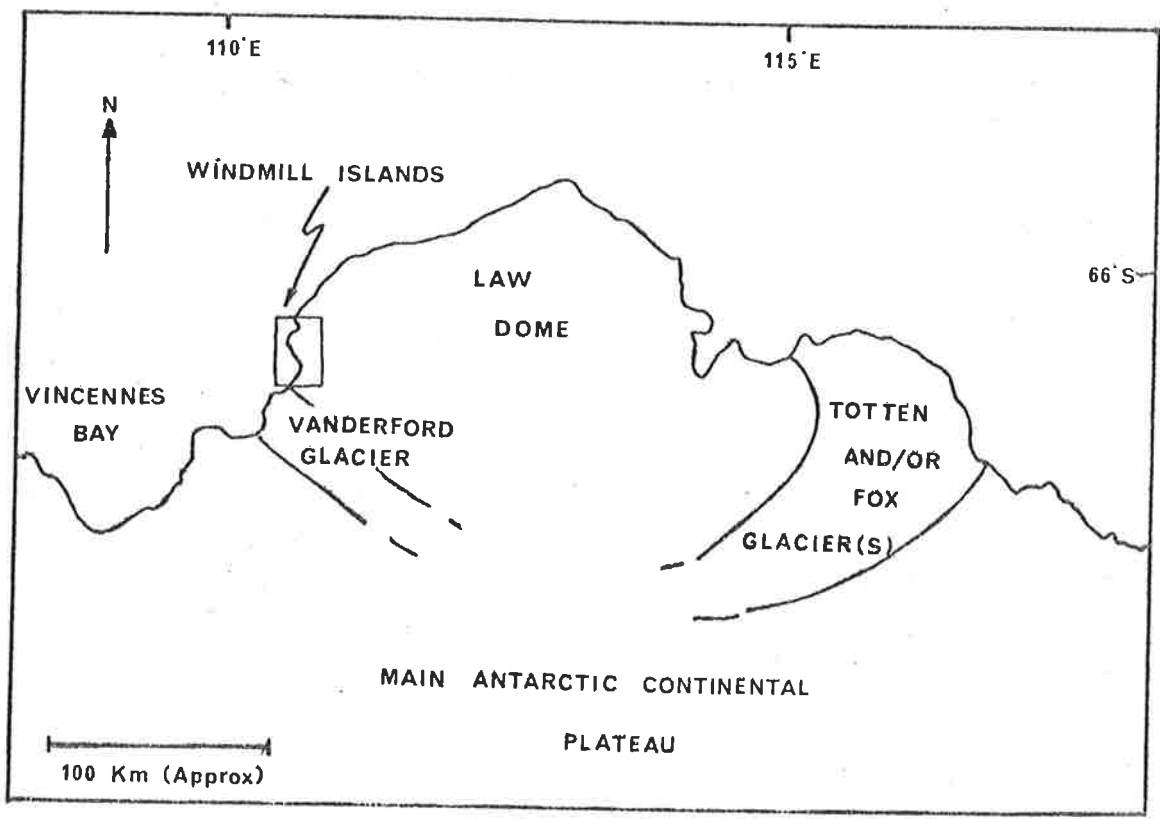 110°E
115°E
N
WINDMILL ISLANDS
66°S
LAW
DOME
VINCENNES
BAY
VANDERFORD
GLACIER
TOTTEN
AND/OR
FOX
GLACIER(S)
MAIN ANTARCTIC CONTINENTAL
PLATEAU
100 Km (Approx)